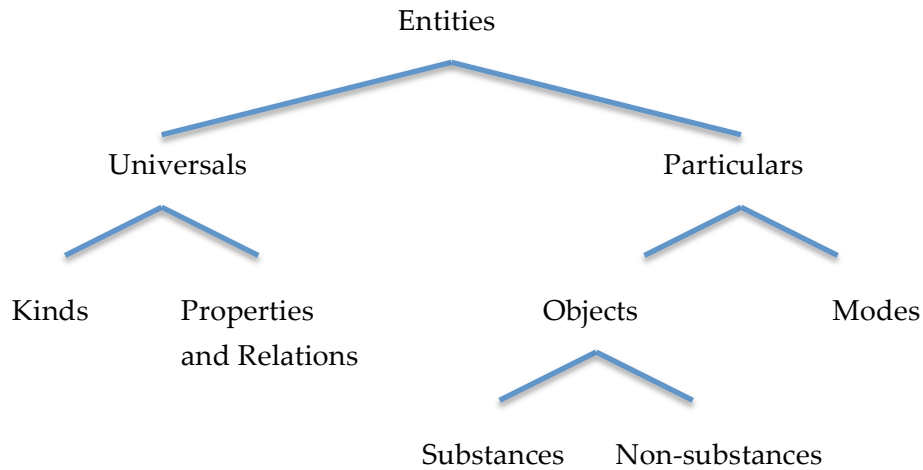 Entities
Universals
Particulars
Kinds
Properties
and Relations
Objects
Modes
Substances
Non-substances